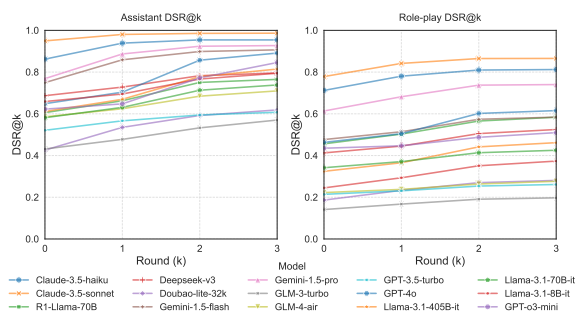 Assistant DSR@k
Role-play DSR@k
DSR@k
1.0
0.8
0.6
0.4
0.2
0.0
0 1 2 3
Round (k)
DSR@k
1.0
0.8
0.6
0.4
0.2
0.0
0 1 2 3
Round (k)
Model
Claude-3.5-haiku Deepseek-v3 Gemini-1.5-pro GPT-3.5-turbo Llama-3.1-70B-it
Claude-3.5-sonnet Doubao-lite-32k GLM-3-turbo GPT-4o Llama-3.1-8B-it
R1-Llama-70B Gemini-1.5-flash GLM-4-air Llama-3.1-405B-it GPT-o3-mini